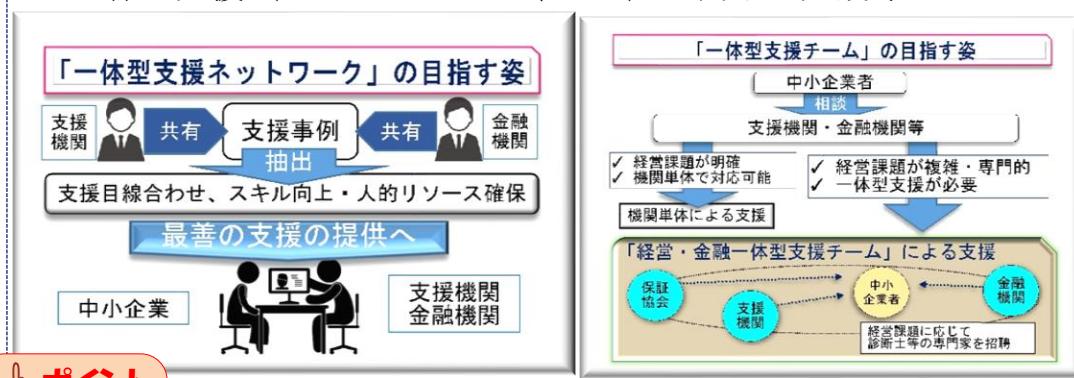 「一体型支援ネットワーク」の目指す姿
支援
機関
共有
支援事例
共有
金融
機関
抽出
支援目線合わせ、スキル向上・人的リソース確保
最善の支援の提供へ
中小企業
支援機関
金融機関
「一体型支援チーム」の目指す姿
中小企業者
相談
支援機関・金融機関等
✓ 経営課題が明確
✓ 機関単体で対応可能
✓ 経営課題が複雑・専門的
✓ 一体型支援が必要
機関単体による支援
「経営・金融一体型支援チーム」による支援
保証
協会
支援
機関
中小
企業者
金融
機関
経営課題に応じて
診断士等の専門家を招聘
ポイント